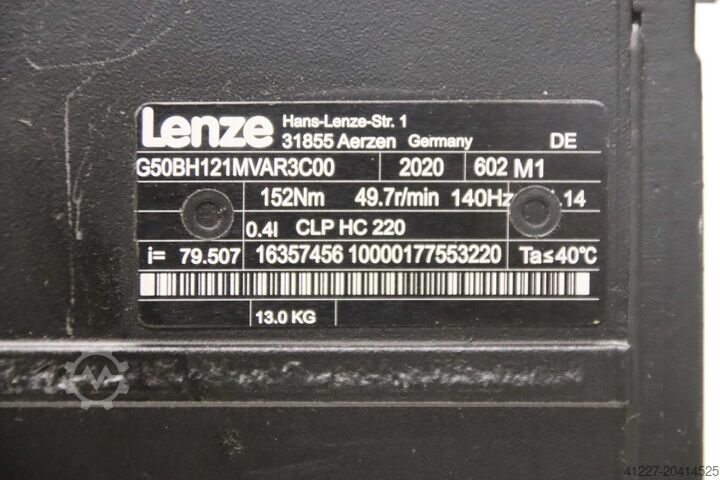 Lenze Hans-Lenze-Str. 1
31855 Aerzen Germany DE
G50BH121MVAR3C00 2020 602 M1
152Nm 49.7r/min 140Hz .14
0.4l CLP HC 220
i= 79.507 16357456 10000177553220 Ta≤40°C
13.0 KG
41227-20414525